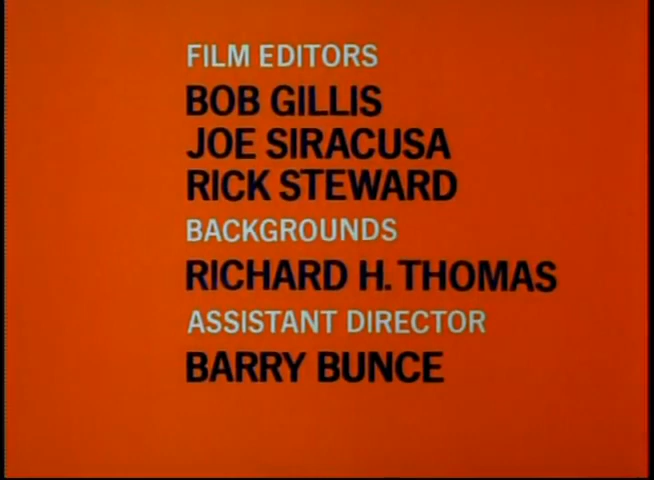 FILM EDITORS
BOB GILLIS
JOE SIRACUSA
RICK STEWARD
BACKGROUNDS
RICHARD H. THOMAS
ASSISTANT DIRECTOR
BARRY BUNCE